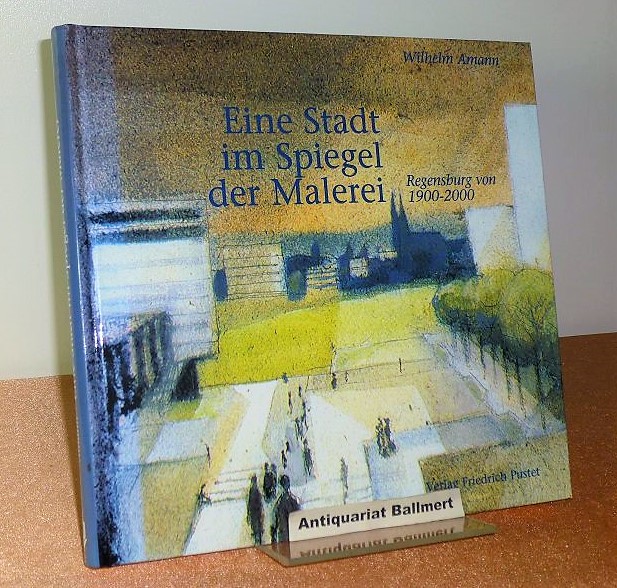 Wilhelm Amann
Eine Stadt
im Spiegel
der Malerei
Regensburg von
1900-2000
Verlag Friedrich Pustet
Antiquariat Ballmert